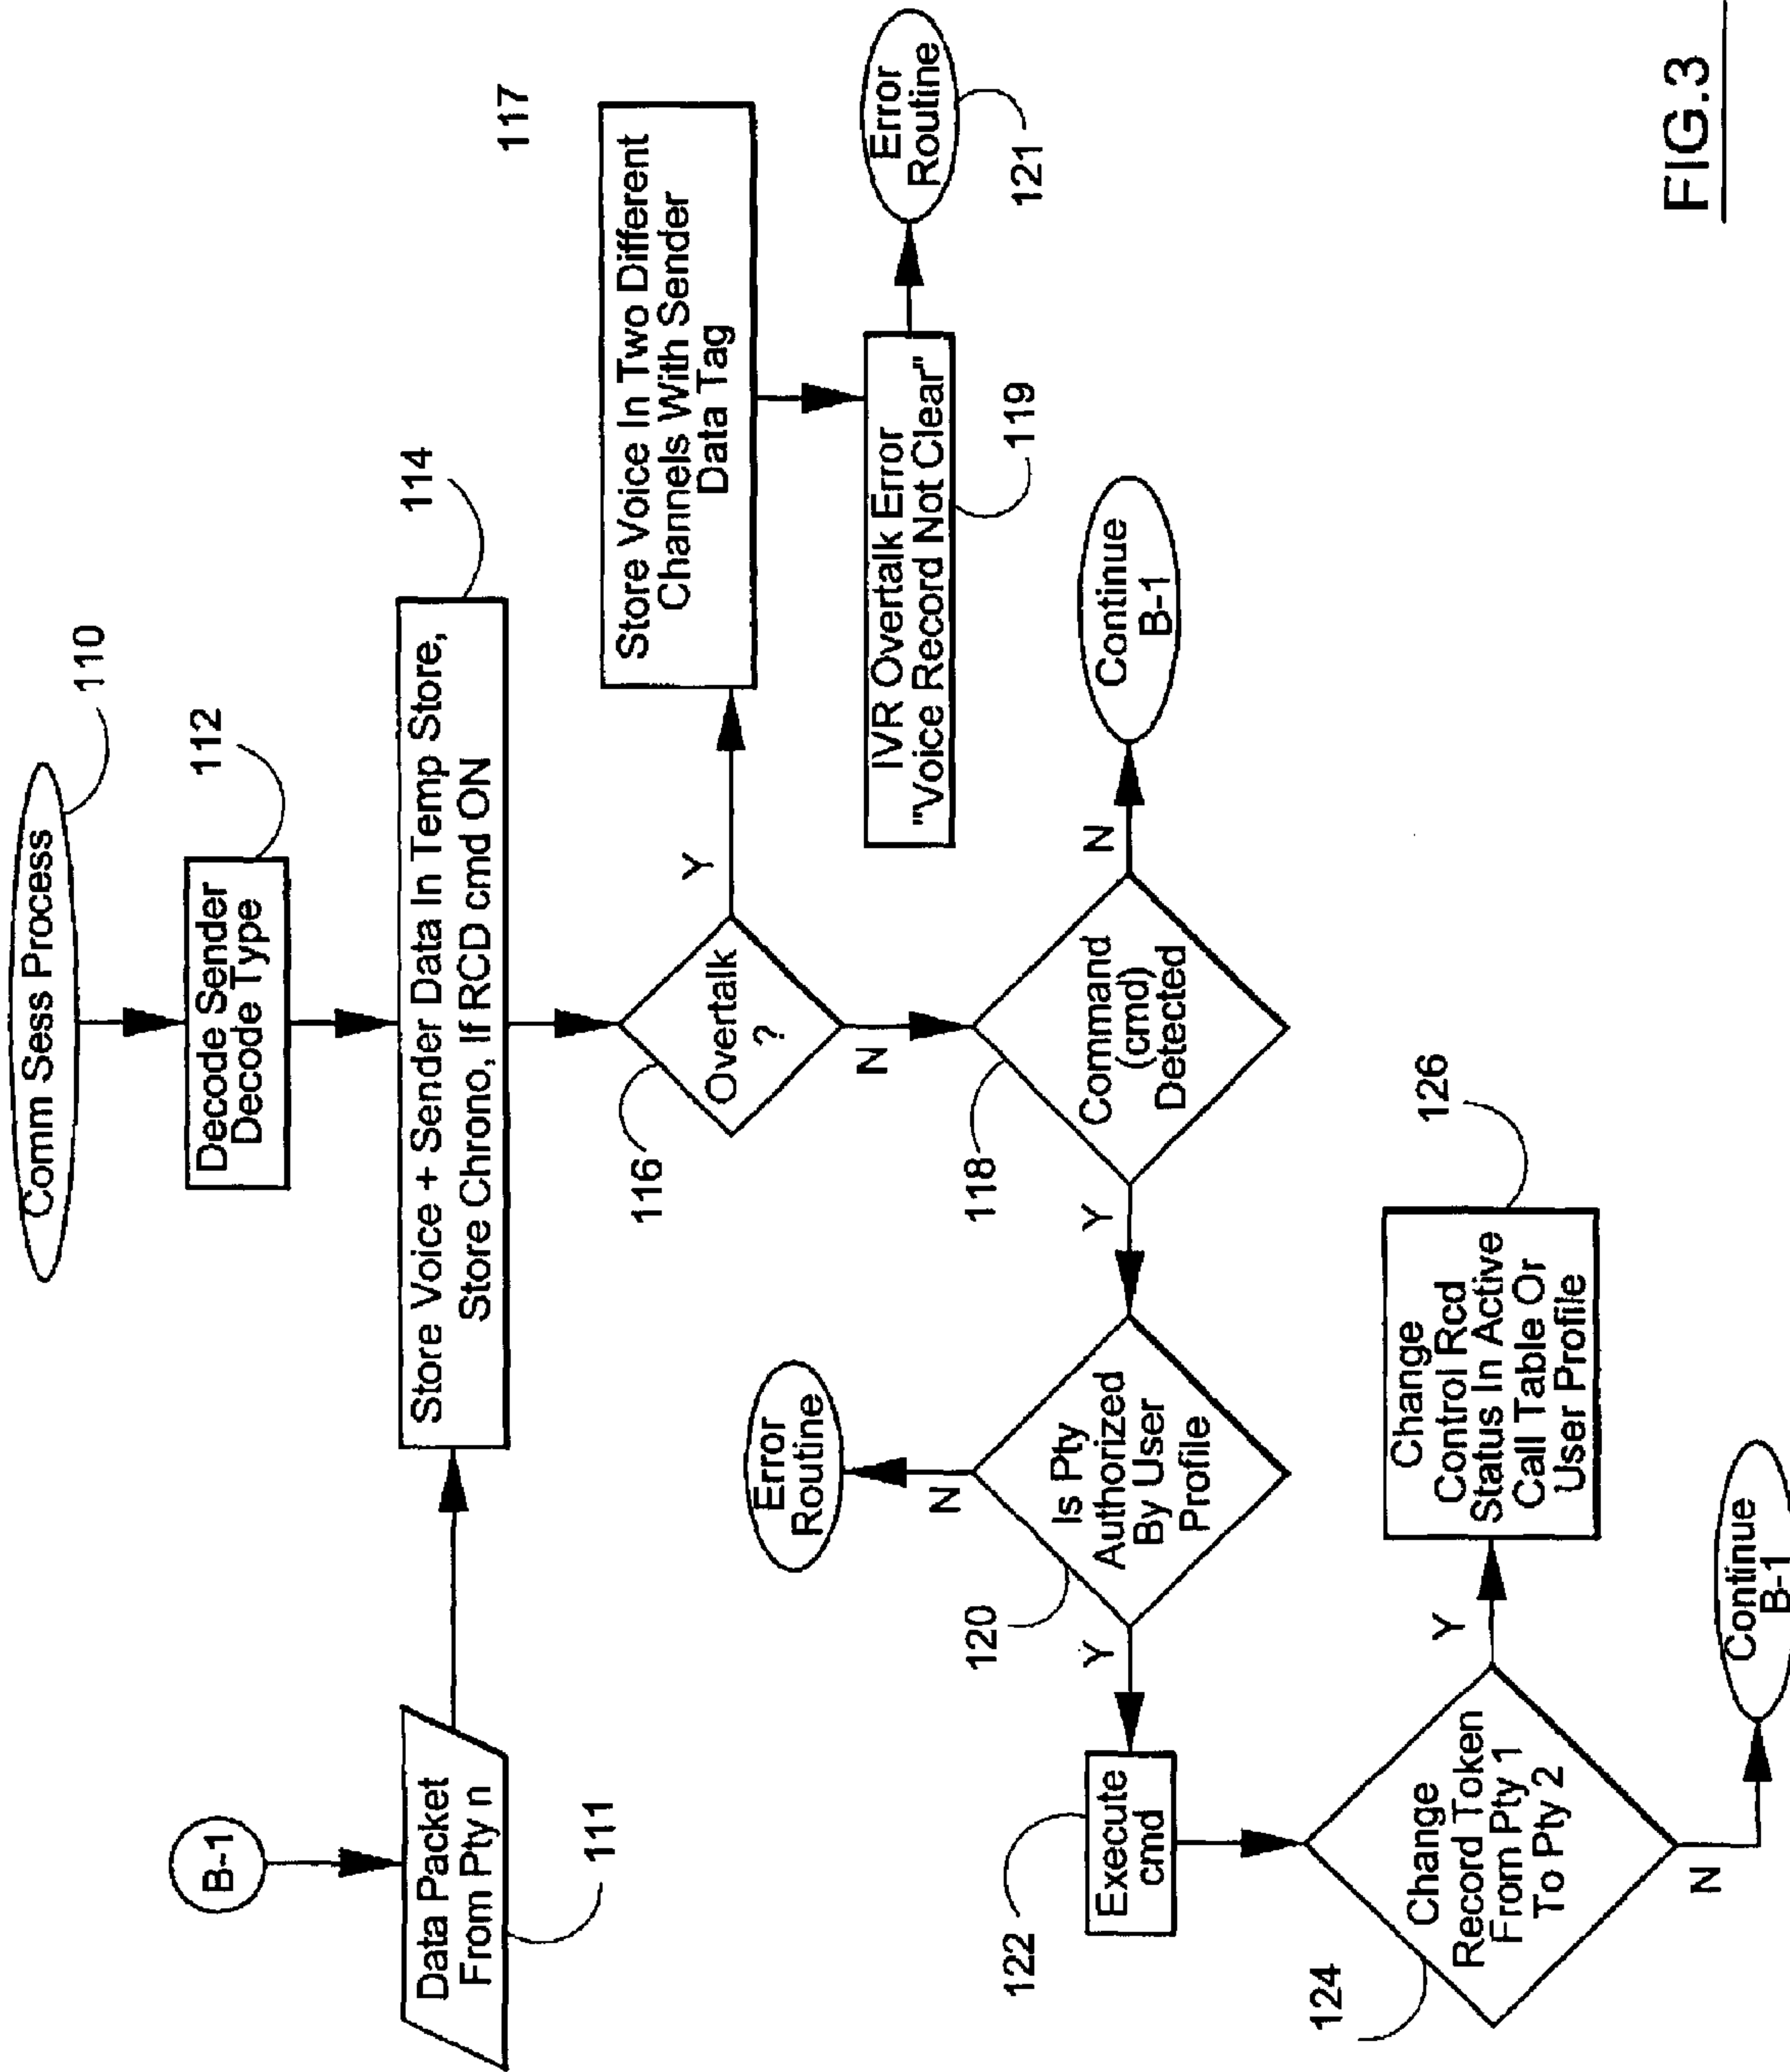 Comm Sess Process
110
Decode Sender
Decode Type
112
B-1
Data Packet
From Pty n
111
Store Voice + Sender Data In Temp Store,
Store Chrono, If RCD cmd ON
114
Overtalk
?
116
Y
N
Store Voice In Two Different
Channels With Sender
Data Tag
117
IVR Overtalk Error
"Voice Record Not Clear"
119
Error
Routine
121
Command
(cmd)
Detected
118
N
Continue
B-1
Y
Is Pty
Authorized
By User
Profile
120
N
Error
Routine
Y
Execute
cmd
122
Change
Record Token
From Pty 1
To Pty 2
124
Y
Change
Control Rcd
Status In Active
Call Table Or
User Profile
126
N
Continue
B-1
FIG.3